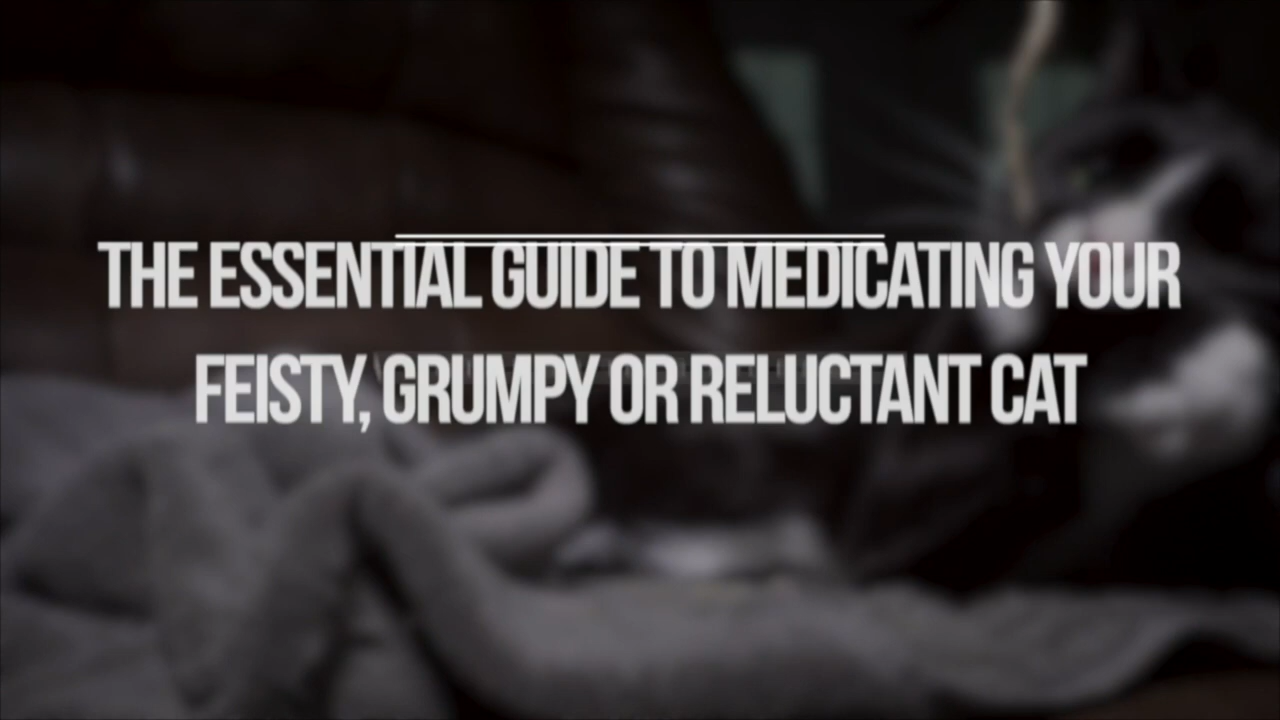 THE ESSENTIAL GUIDE TO MEDICATING YOUR
FEISTY, GRUMPY OR RELUCTANT CAT